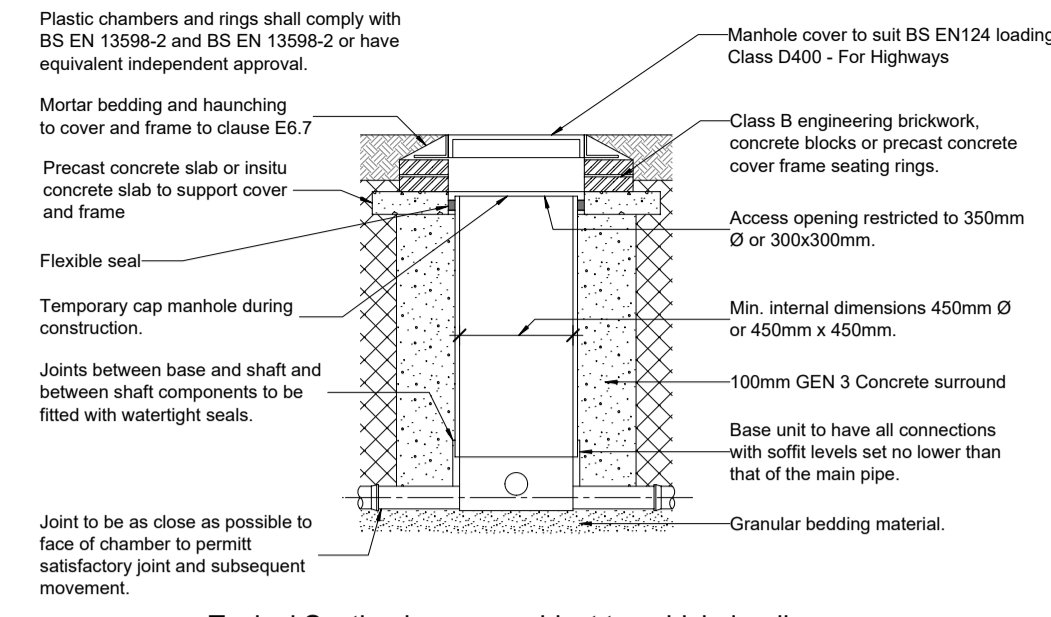 Plastic chambers and rings shall comply with
BS EN 13598-2 and BS EN 13598-2 or have
equivalent independent approval.
Mortar bedding and haunching
to cover and frame to clause E6.7
Precast concrete slab or insitu
concrete slab to support cover
and frame
Flexible seal
Temporary cap manhole during
construction.
Joints between base and shaft and
between shaft components to be
fitted with watertight seals.
Joint to be as close as possible to
face of chamber to permitt
satisfactory joint and subsequent
movement.
Manhole cover to suit BS EN124 loading
Class D400 - For Highways
Class B engineering brickwork,
concrete blocks or precast concrete
cover frame seating rings.
Access opening restricted to 350mm
Ø or 300x300mm.
Min. internal dimensions 450mm Ø
or 450mm x 450mm.
100mm GEN 3 Concrete surround
Base unit to have all connections
with soffit levels set no lower than
that of the main pipe.
Granular bedding material.